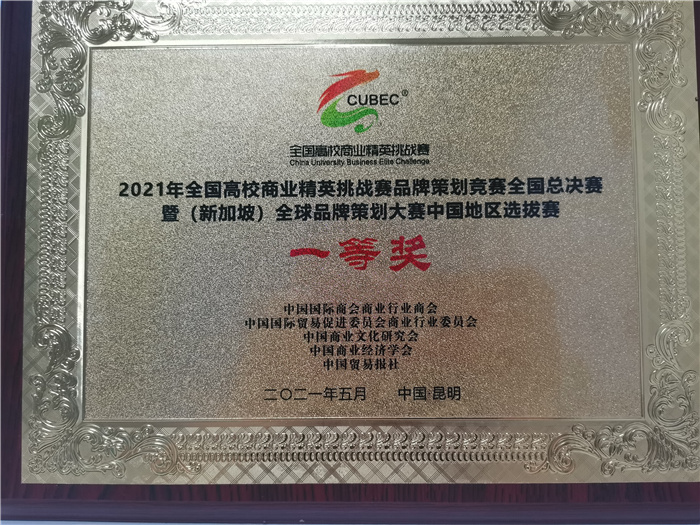 CUBEC®
全国高校商业精英挑战赛
China University Business Elite Challenge
2021年全国高校商业精英挑战赛品牌策划竞赛全国总决赛
暨（新加坡）全球品牌策划大赛中国地区选拔赛
一等奖
中国国际商会商业行业商会
中国国际贸易促进委员会商业行业委员会
中国商业文化研究会
中国商业经济学会
中国贸易报社
二〇二一年五月 中国·昆明